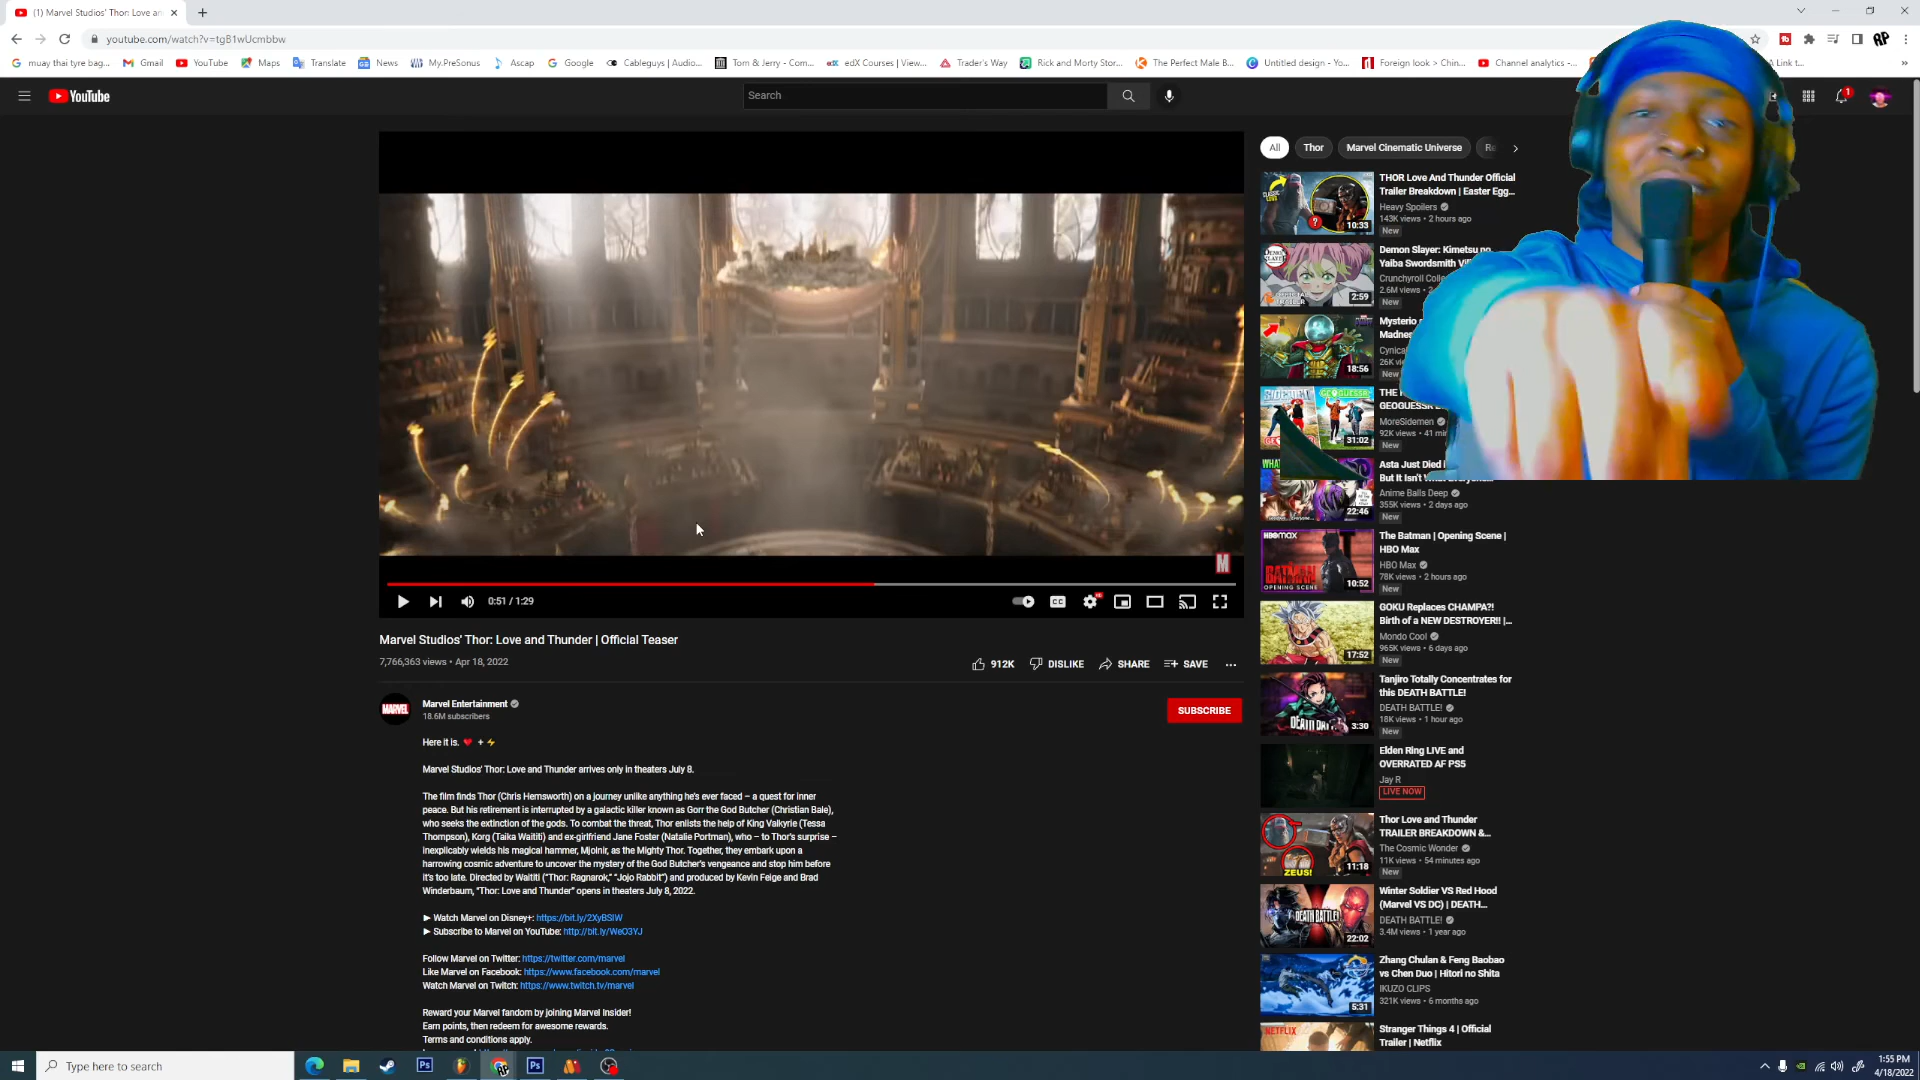 (1) Marvel Studios' Thor: Love an
youtube.com/watch?v=tgB1wUcmbbw
muay thai tyre bag... Gmail YouTube Maps Translate News My.PreSonus Ascap Google Cableguys | Audio... Tom & Jerry - Com... edX Courses | View... Trader's Way Rick and Morty Stor... The Perfect Male B... Untitled design - Yo... Foreign look > Chin... Channel analytics -...
YouTube
Search
All Thor Marvel Cinematic Universe
THOR Love And Thunder Official
Trailer Breakdown | Easter Egg...
Heavy Spoilers
143K views • 2 hours ago
New
10:33
Demon Slayer: Kimetsu no
Yaiba Swordsmith
Crunchyroll
2.6M views
New
2:59
Mysterio
Madnes
26K
New
18:56
GEOGUESSR
MoreSidemen
92K views • 41
New
31:02
Asta Just Died
But It Isn't
Anime Balls Deep
355K views • 2 days ago
New
22:46
The Batman | Opening Scene |
HBO Max
HBO Max
78K views • 2 hours ago
New
HBOMAX
BATMAN
OPENING SCENE
10:52
GOKU Replaces CHAMPA?!
Birth of a NEW DESTROYER!! |...
Mondo Cool
965K views • 6 days ago
New
17:52
Tanjiro Totally Concentrates for
this DEATH BATTLE!
DEATH BATTLE!
18K views • 1 hour ago
New
3:30
Elden Ring LIVE and
OVERRATED AF PS5
Jay R
LIVE NOW
Thor Love and Thunder
TRAILER BREAKDOWN &...
The Cosmic Wonder
11K views • 54 minutes ago
New
ZEUS!
11:18
Winter Soldier VS Red Hood
(Marvel VS DC) | DEATH...
DEATH BATTLE!
3.4M views • 1 year ago
DEATH BATTLE!
22:02
Zhang Chulan & Feng Baobao
vs Chen Duo | Hitori no Shita
IKUZO CLIPS
321K views • 6 months ago
5:31
Stranger Things 4 | Official
Trailer | Netflix
NETFLIX
M
0:51 / 1:29
CC
Marvel Studios' Thor: Love and Thunder | Official Teaser
7,766,363 views • Apr 18, 2022
912K DISLIKE SHARE SAVE ...
MARVEL
Marvel Entertainment
18.6M subscribers
SUBSCRIBE
Here it is. ❤️ + ⚡
Marvel Studios' Thor: Love and Thunder arrives only in theaters July 8.
The film finds Thor (Chris Hemsworth) on a journey unlike anything he's ever faced – a quest for inner
peace. But his retirement is interrupted by a galactic killer known as Gorr the God Butcher (Christian Bale),
who seeks the extinction of the gods. To combat the threat, Thor enlists the help of King Valkyrie (Tessa
Thompson), Korg (Taika Waititi) and ex-girlfriend Jane Foster (Natalie Portman), who – to Thor's surprise –
inexplicably wields his magical hammer, Mjolnir, as the Mighty Thor. Together, they embark upon a
harrowing cosmic adventure to uncover the mystery of the God Butcher's vengeance and stop him before
it's too late. Directed by Waititi ("Thor: Ragnarok," "Jojo Rabbit") and produced by Kevin Feige and Brad
Winderbaum, "Thor: Love and Thunder" opens in theaters July 8, 2022.
► Watch Marvel on Disney+: https://bit.ly/2XyBSIW
► Subscribe to Marvel on YouTube: http://bit.ly/WeO3YJ
Follow Marvel on Twitter: https://twitter.com/marvel
Like Marvel on Facebook: https://www.facebook.com/marvel
Watch Marvel on Twitch: https://www.twitch.tv/marvel
Reward your Marvel fandom by joining Marvel Insider!
Earn points, then redeem for awesome rewards.
Terms and conditions apply.
Type here to search
1:55 PM
4/18/2022